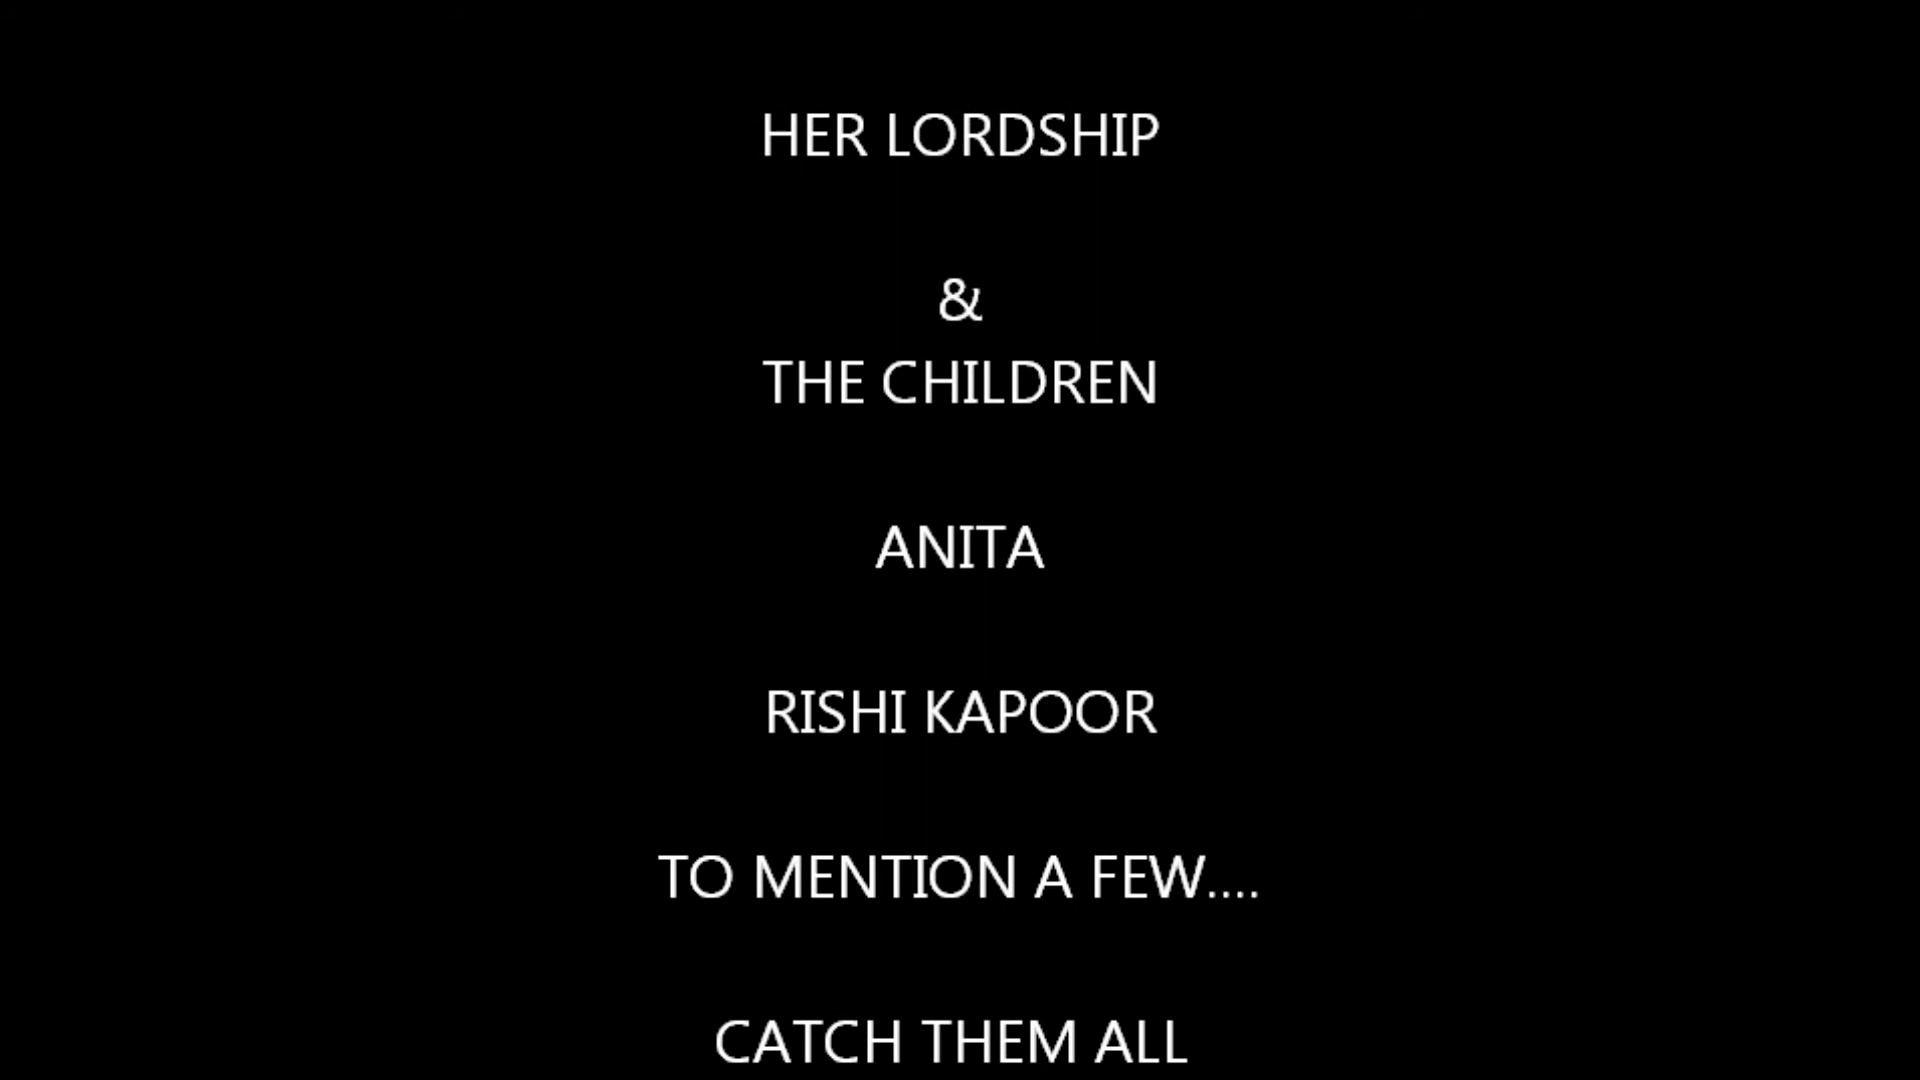 HER LORDSHIP
&
THE CHILDREN
ANITA
RISHI KAPOOR
TO MENTION A FEW....
CATCH THEM ALL